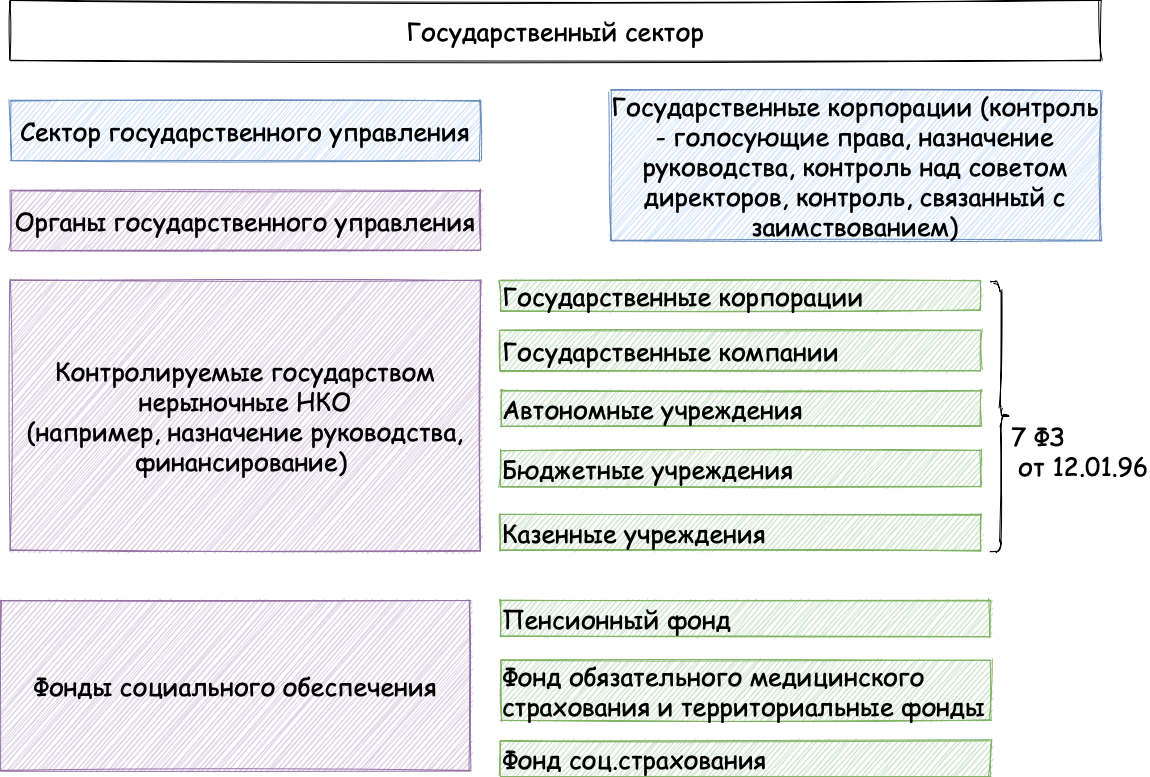 Государственный сектор
Сектор государственного управления
Государственные корпорации (контроль
- голосующие права, назначение
руководства, контроль над советом
директоров, контроль, связанный с
заимствованием)
Органы государственного управления
Контролируемые государством
нерыночные НКО
(например, назначение руководства,
финансирование)
Государственные корпорации
Государственные компании
Автономные учреждения
Бюджетные учреждения
Казенные учреждения
7 ФЗ
от 12.01.96
Фонды социального обеспечения
Пенсионный фонд
Фонд обязательного медицинского
страхования и территориальные фонды
Фонд соц.страхования